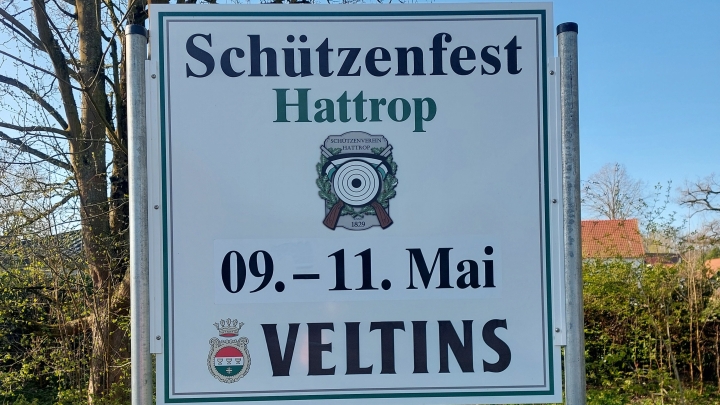 Schützenfest
Hattrop
SCHÜTZENVEREIN
HATTROP
1829
09.–11. Mai
VELTINS